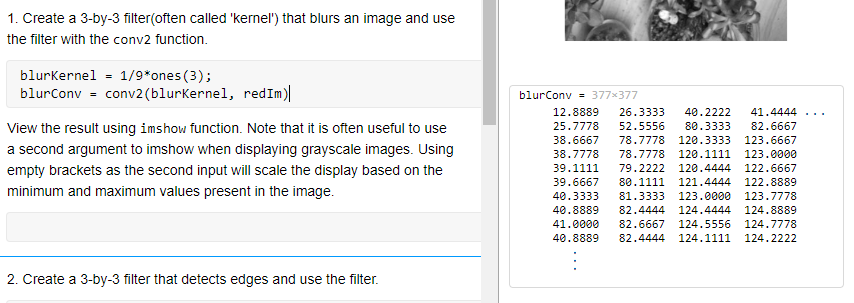 1. Create a 3-by-3 filter(often called 'kernel') that blurs an image and use
the filter with the conv2 function.
blurKernel = 1/9*ones(3);
blurConv = conv2(blurKernel, redIm)
View the result using imshow function. Note that it is often useful to use
a second argument to imshow when displaying grayscale images. Using
empty brackets as the second input will scale the display based on the
minimum and maximum values present in the image.
2. Create a 3-by-3 filter that detects edges and use the filter.
blurConv = 377×377
12.8889 26.3333 40.2222 41.4444 ...
25.7778 52.5556 80.3333 82.6667
38.6667 78.7778 120.3333 123.6667
38.7778 78.7778 120.1111 123.0000
39.1111 79.2222 120.4444 122.6667
39.6667 80.1111 121.4444 122.8889
40.3333 81.3333 123.0000 123.7778
40.8889 82.4444 124.4444 124.8889
41.0000 82.6667 124.5556 124.7778
40.8889 82.4444 124.1111 124.2222
⋮